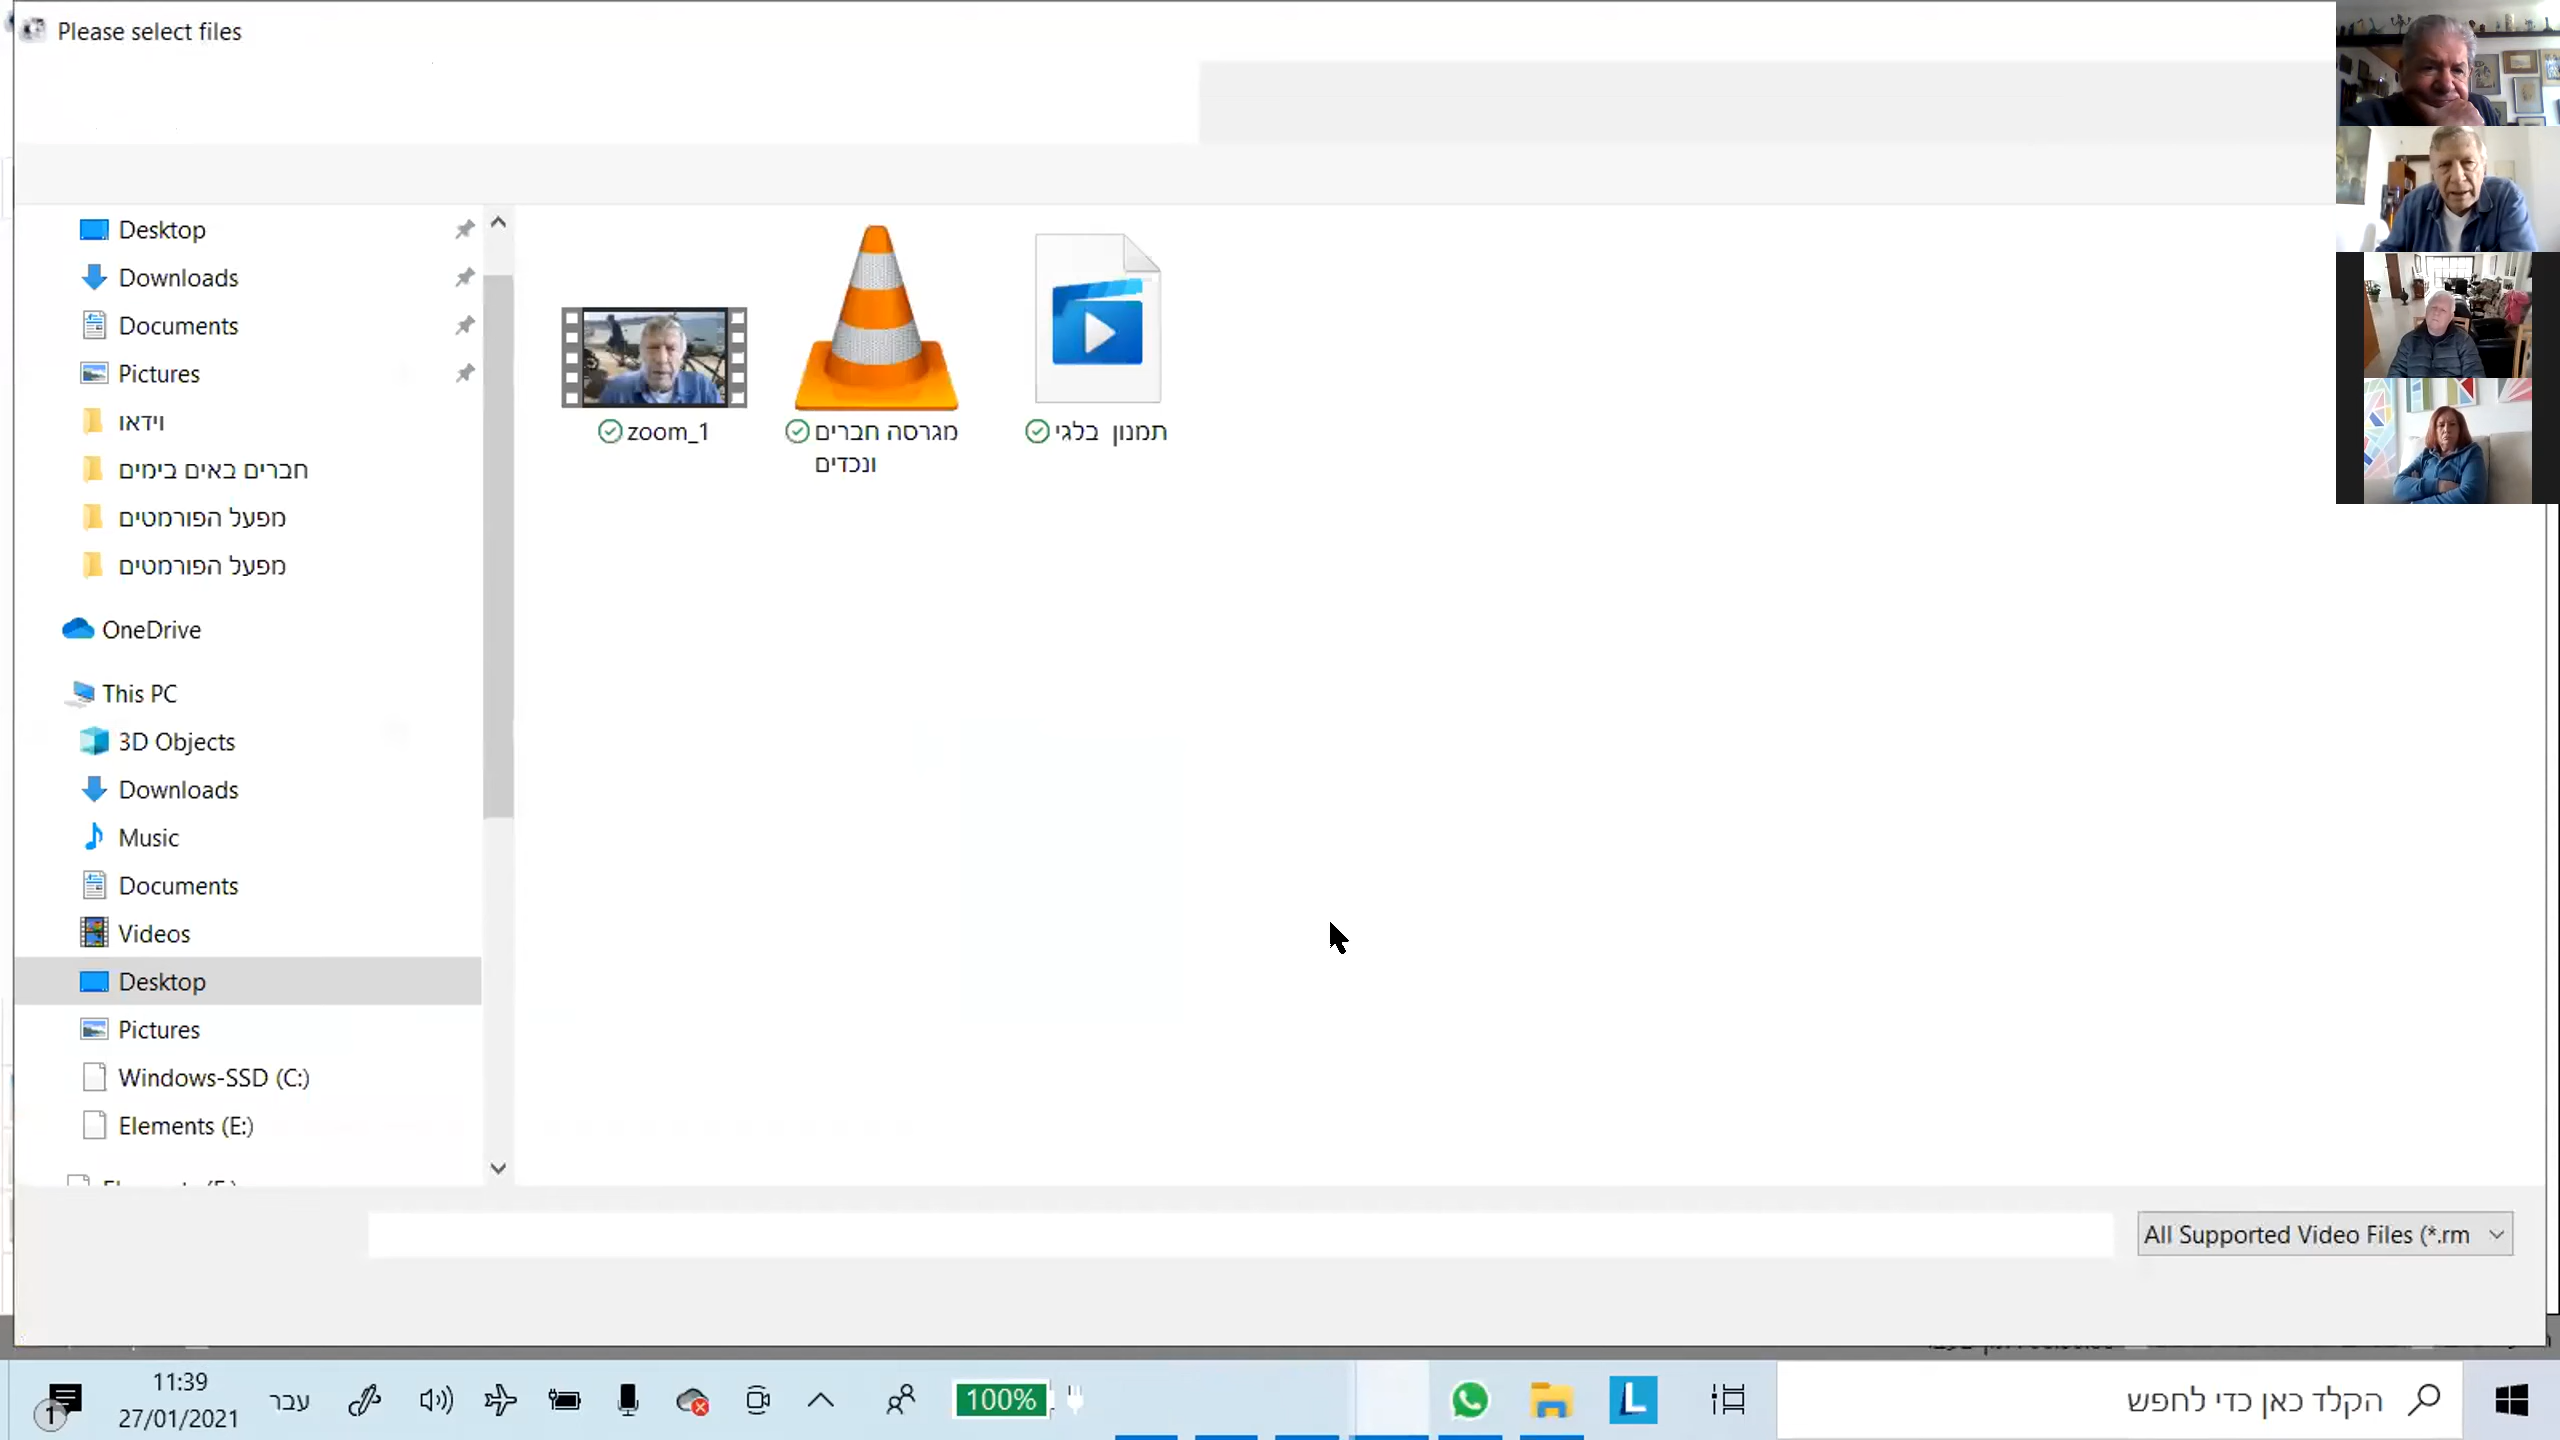 Please select files
Desktop
Downloads
Documents
Pictures
וידאו
חברים באים בימים
מפעל הפורמטים
מפעל הפורמטים
OneDrive
This PC
3D Objects
Downloads
Music
Documents
Videos
Desktop
Pictures
Windows-SSD (C:)
Elements (E:)
zoom_1
מגרסה חברים
ונכדים
תמנון בלגי
All Supported Video Files (*.rm
1
11:39
27/01/2021
עבר
100%
L
הקלד כאן כדי לחפש